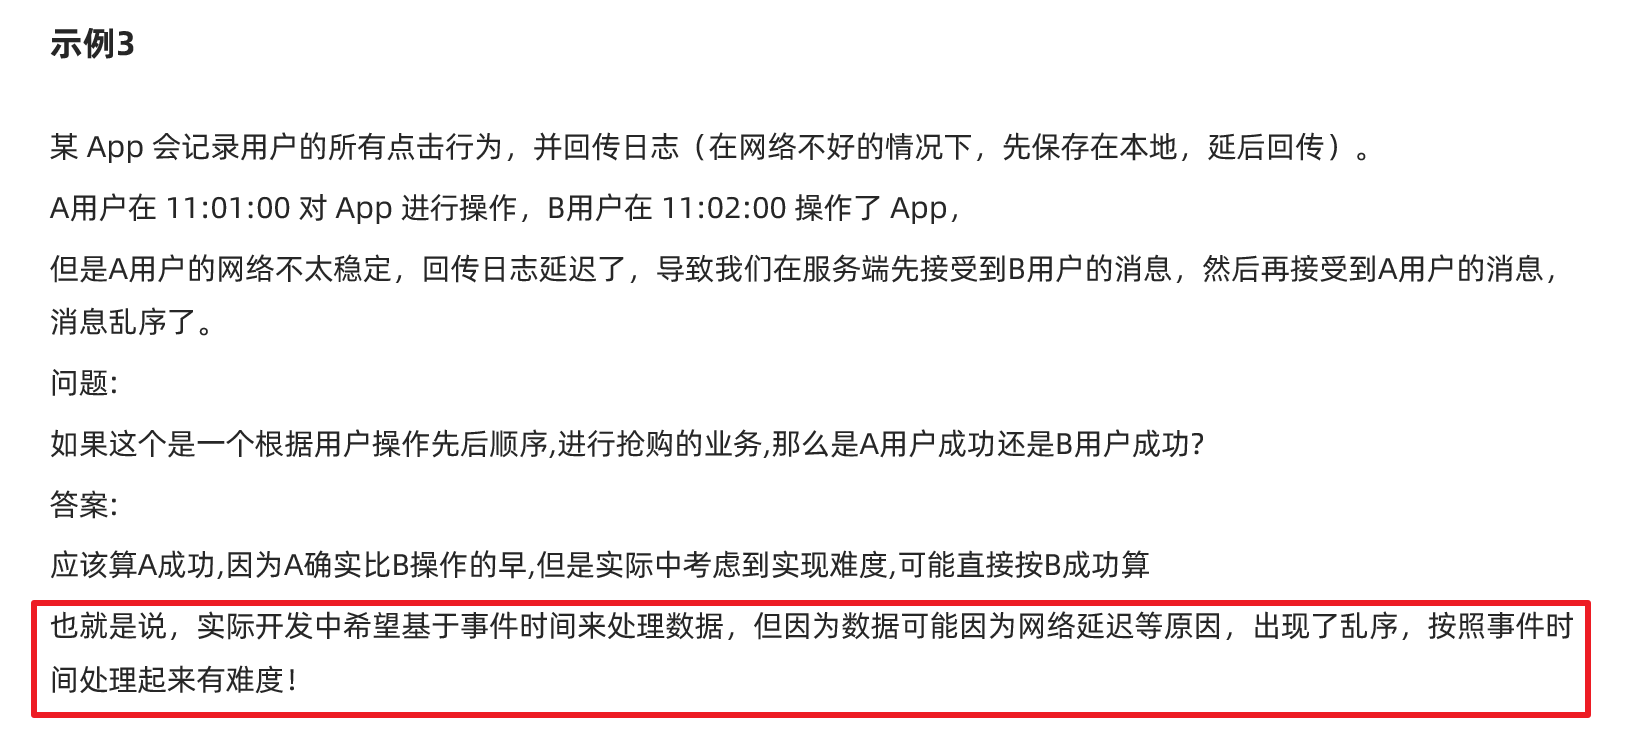 示例3
某 App 会记录用户的所有点击行为，并回传日志（在网络不好的情况下，先保存在本地，延后回传）。
A用户在 11:01:00 对 App 进行操作，B用户在 11:02:00 操作了 App，
但是A用户的网络不太稳定，回传日志延迟了，导致我们在服务端先接受到B用户的消息，然后再接受到A用户的消息，
消息乱序了。
问题:
如果这个是一个根据用户操作先后顺序,进行抢购的业务,那么是A用户成功还是B用户成功?
答案:
应该算A成功,因为A确实比B操作的早,但是实际中考虑到实现难度,可能直接按B成功算
也就是说，实际开发中希望基于事件时间来处理数据，但因为数据可能因为网络延迟等原因，出现了乱序，按照事件时
间处理起来有难度！